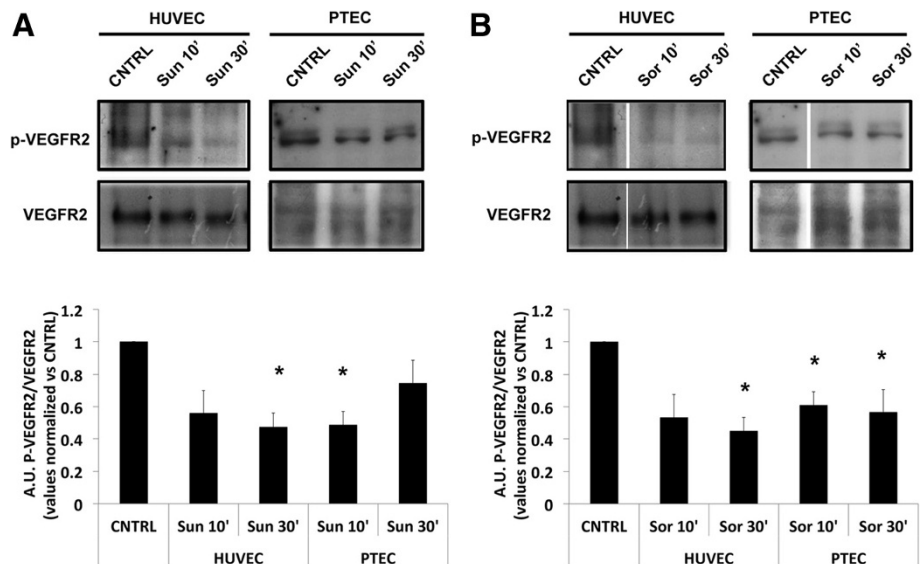 A
HUVEC
PTEC
CNTRL
Sun 10'
Sun 30'
CNTRL
Sun 10'
Sun 30'
p-VEGFR2
VEGFR2
A.U. P-VEGFR2/VEGFR2
(values normalized vs CNTRL)
1.2
1
0.8
0.6
0.4
0.2
0
*
*
CNTRL
Sun 10'
Sun 30'
Sun 10'
Sun 30'
HUVEC
PTEC
B
HUVEC
PTEC
CNTRL
Sor 10'
Sor 30'
CNTRL
Sor 10'
Sor 30'
p-VEGFR2
VEGFR2
A.U. P-VEGFR2/VEGFR2
(values normalized vs CNTRL)
1.2
1
0.8
0.6
0.4
0.2
0
*
*
*
CNTRL
Sor 10'
Sor 30'
Sor 10'
Sor 30'
HUVEC
PTEC